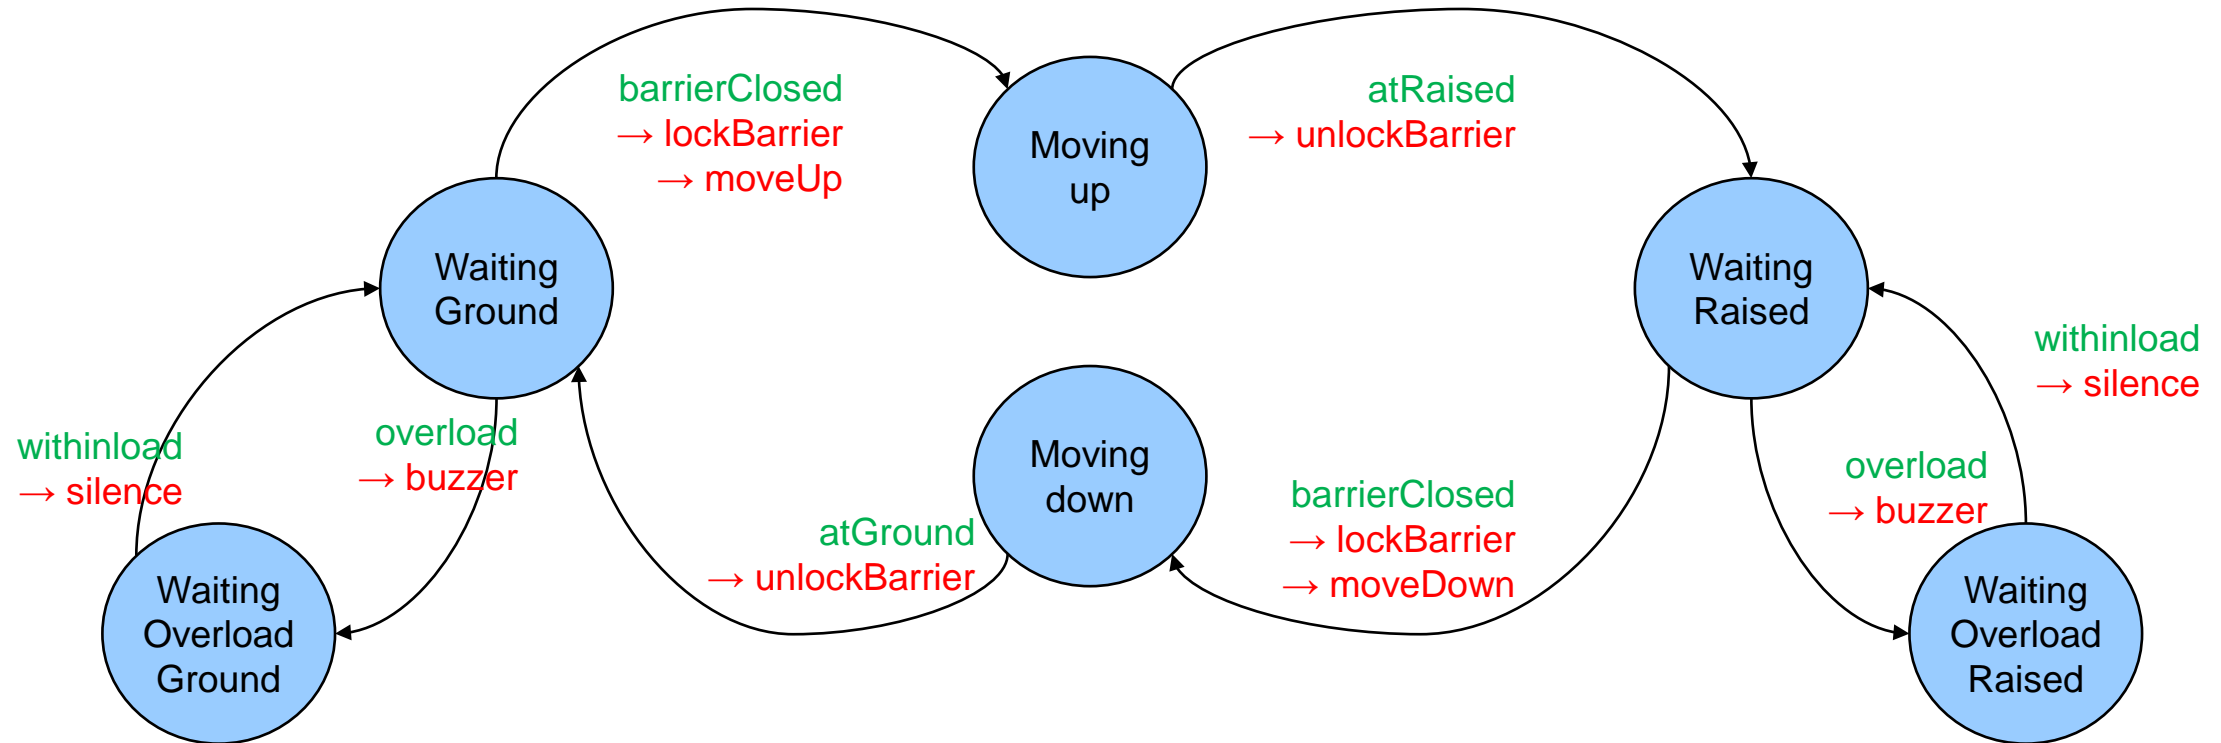 barrierClosed
→ lockBarrier
→ moveUp
Moving
up
atRaised
→ unlockBarrier
Waiting
Ground
Waiting
Raised
withinload
→ silence
overload
→ buzzer
Moving
down
atGround
→ unlockBarrier
barrierClosed
→ lockBarrier
→ moveDown
withinload
→ silence
overload
→ buzzer
Waiting
Overload
Ground
Waiting
Overload
Raised